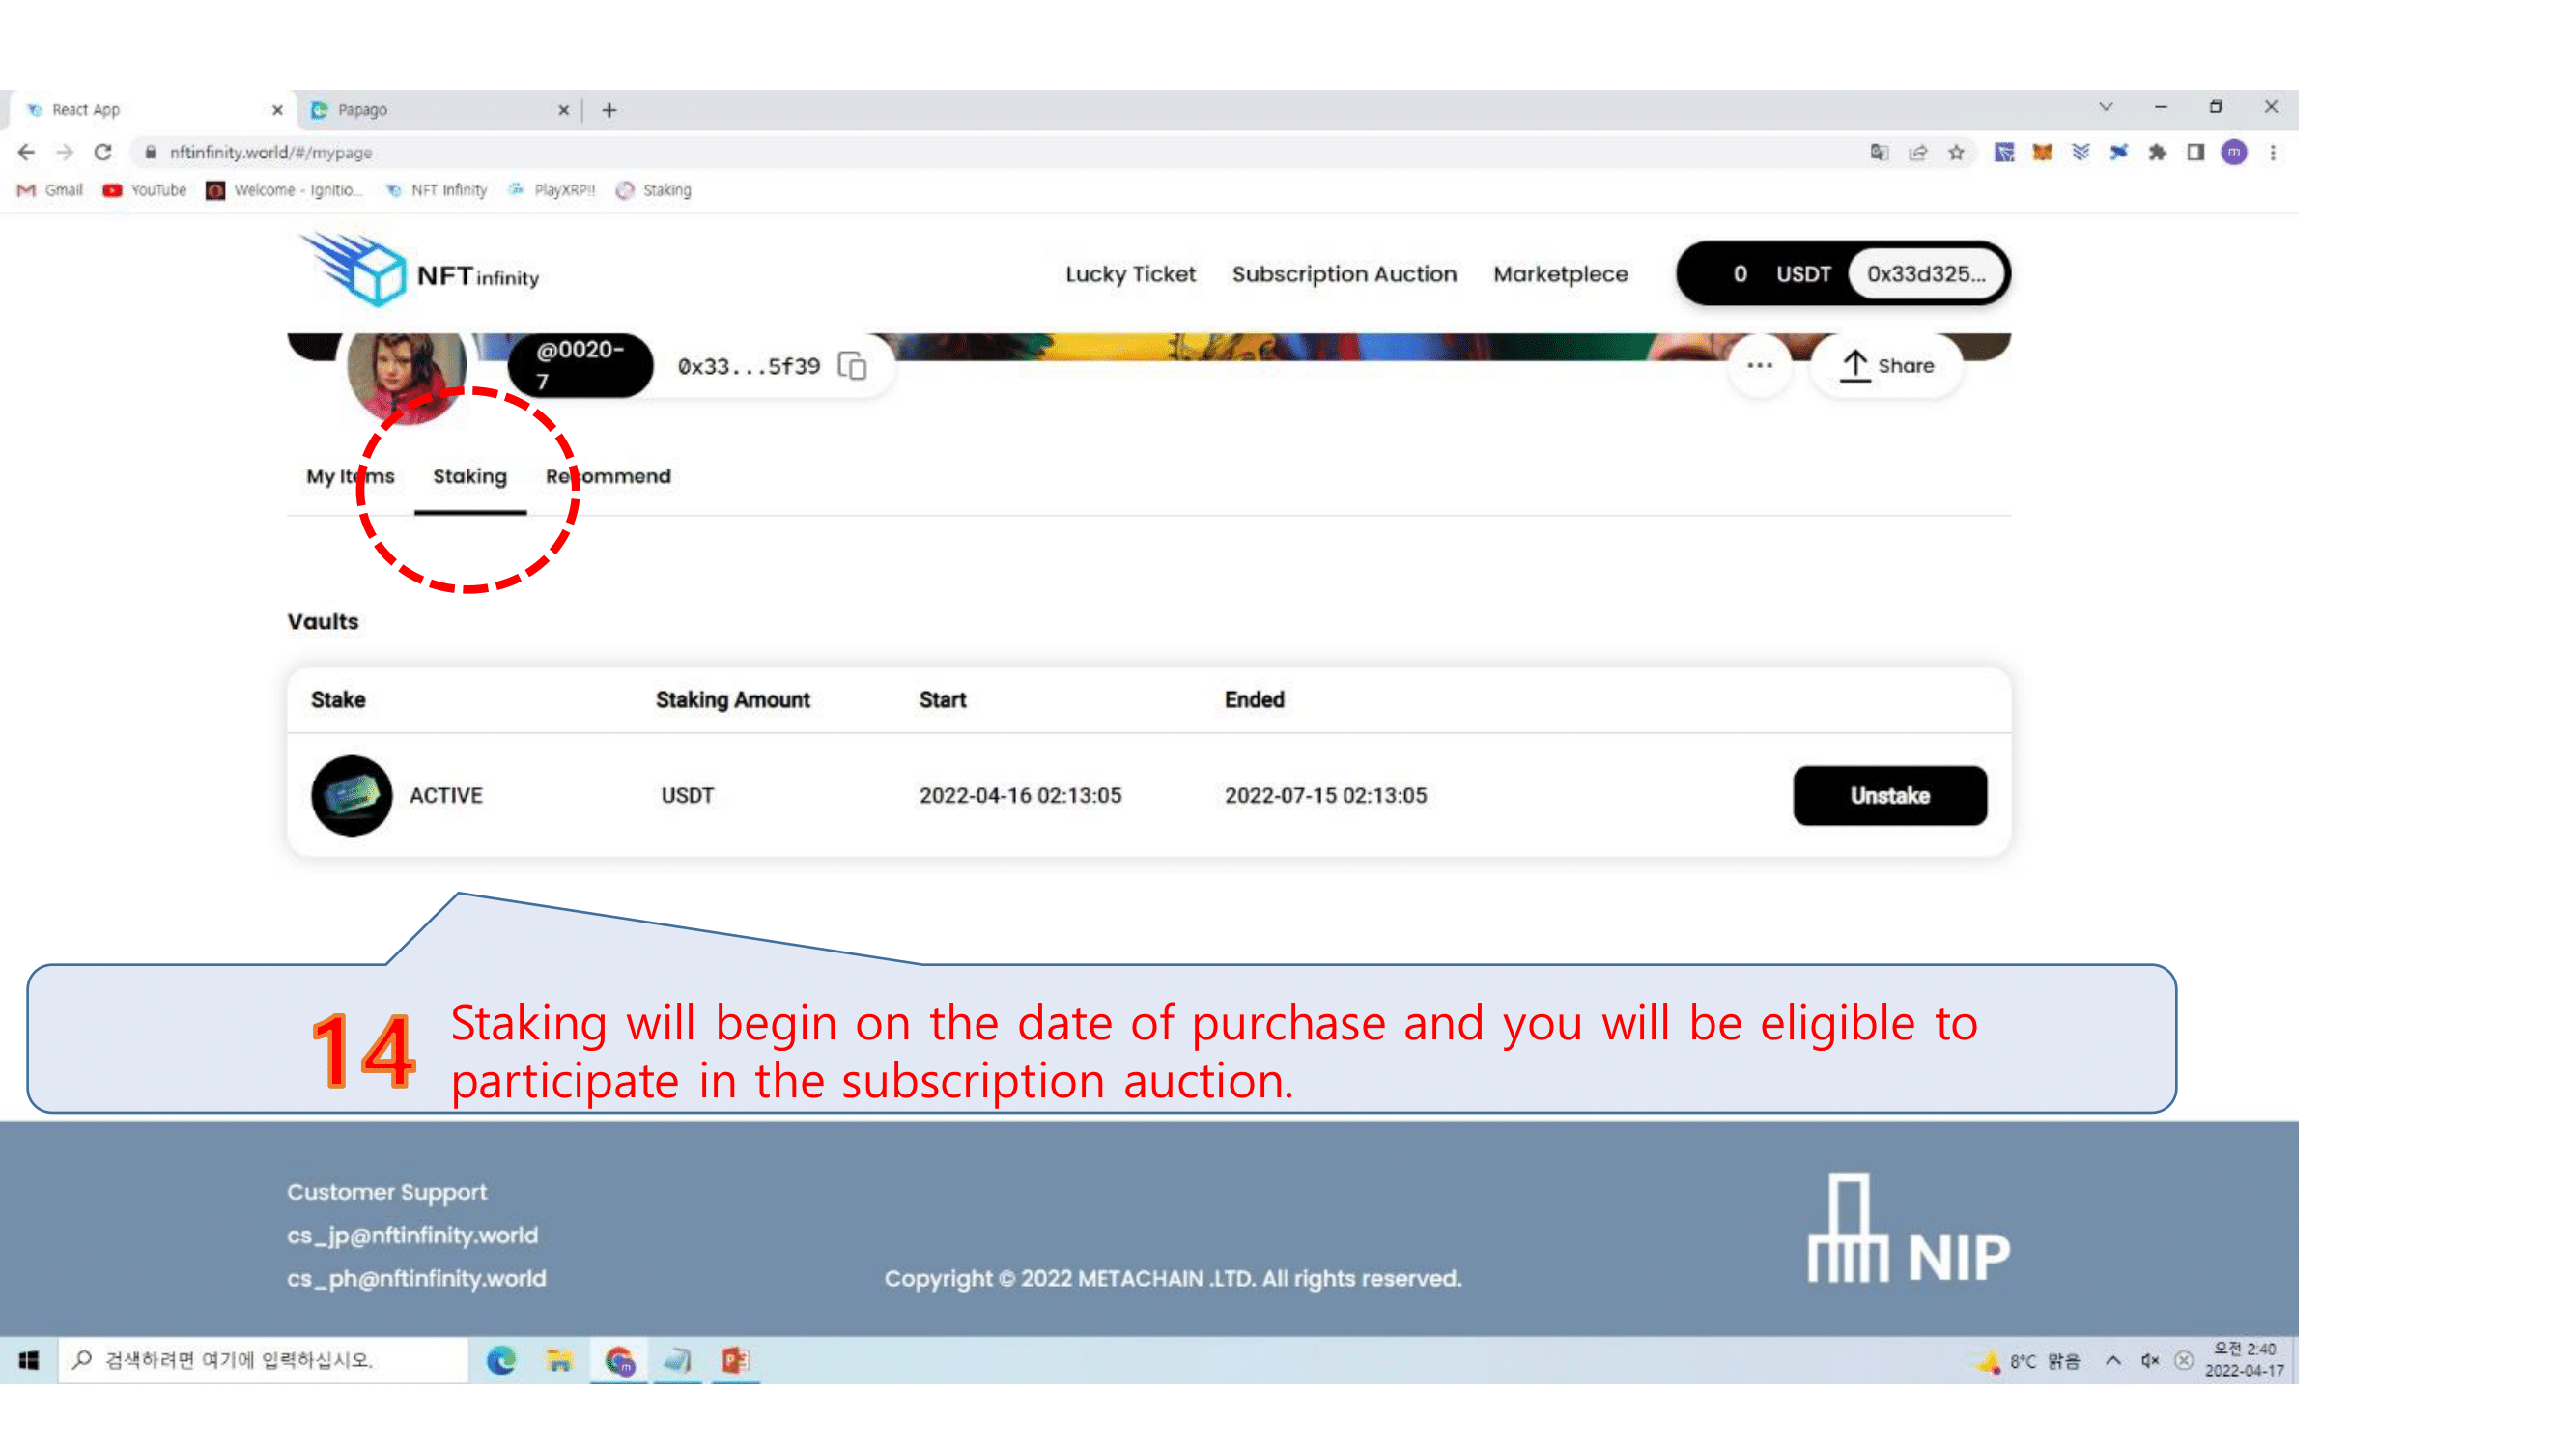 React App
Papago
nftinfinity.world/#/mypage
Gmail YouTube Welcome - Ignitio... NFT Infinity PlayXRP!! Staking
NFT infinity
Lucky Ticket Subscription Auction Marketplece 0 USDT 0x33d325...
@0020-
7
0x33...5f39
... Share
My Items Staking Recommend
Vaults
Stake Staking Amount Start Ended
ACTIVE USDT 2022-04-16 02:13:05 2022-07-15 02:13:05 Unstake
14 Staking will begin on the date of purchase and you will be eligible to
participate in the subscription auction.
Customer Support
cs_jp@nftinfinity.world
cs_ph@nftinfinity.world
Copyright © 2022 METACHAIN .LTD. All rights reserved.
NIP
검색하려면 여기에 입력하십시오.
8°C 맑음
오전 2:40
2022-04-17